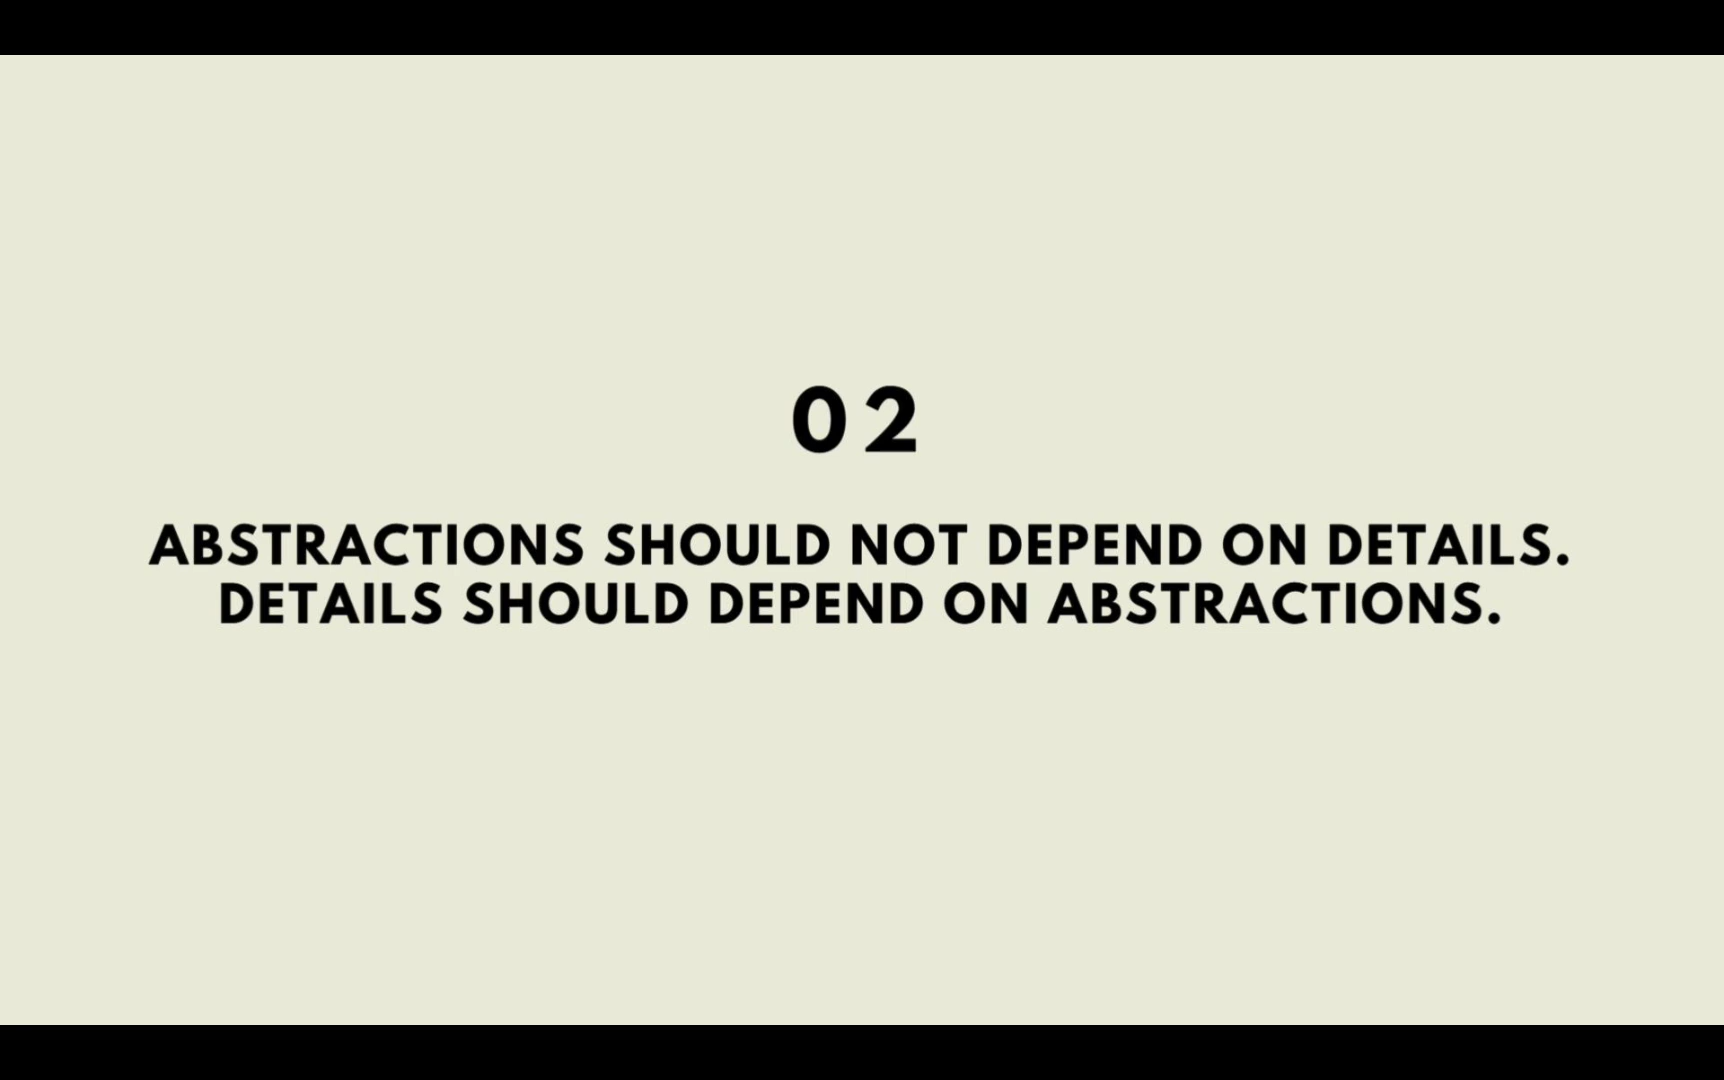 02
ABSTRACTIONS SHOULD NOT DEPEND ON DETAILS.
DETAILS SHOULD DEPEND ON ABSTRACTIONS.